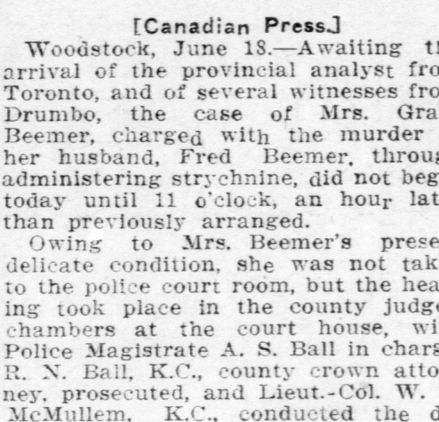 [Canadian Press.]
Woodstock, June 18.—Awaiting th
arrival of the provincial analyst fro
Toronto, and of several witnesses fro
Drumbo, the case of Mrs. Gra
Beemer, charged with the murder
her husband, Fred Beemer, throug
administering strychnine, did not beg
today until 11 o'clock, an hour lat
than previously arranged.
Owing to Mrs. Beemer's prese
delicate condition, she was not tak
to the police court room, but the hea
ing took place in the county judge
chambers at the court house, wi
Police Magistrate A. S. Ball in charg
R. N. Ball, K.C., county crown atto
ney, prosecuted, and Lieut.-Col. W.
McMullem, K.C., conducted the d